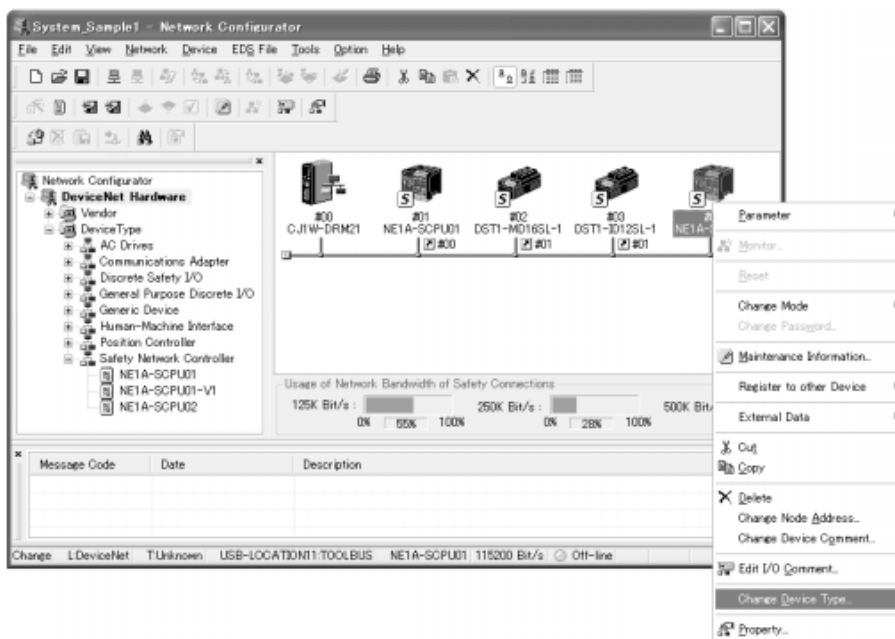 System_Sample1 - Network Configurator
File Edit View Network Device EDS File Tools Option Help
Network Configurator
DeviceNet Hardware
Vendor
DeviceType
AC Drives
Communications Adapter
Discrete Safety I/O
General Purpose Discrete I/O
Generic Device
Human-Machine Interface
Position Controller
Safety Network Controller
NE1A-SCPU01
NE1A-SCPU01-V1
NE1A-SCPU02
#00 #01 #02 #03
CJ1W-DRM21 NE1A-SCPU01 DST1-MD16SL-1 DST1-ID12SL-1 NE1A-S
#00 #01 #01
Usage of Network Bandwidth of Safety Connections
125K Bit/s : 250K Bit/s : 500K Bit/
0% 55% 100% 0% 28% 100%
Parameter
Monitor...
Reset
Change Mode
Change Password...
Maintenance Information...
Register to other Device
External Data
Cut
Copy
Delete
Change Node Address...
Change Device Comment...
Edit I/O Comment...
Change Device Type...
Property...
Message Code Date Description
Change L:DeviceNet T:Unknown USB-LOCATION11:TOOLBUS NE1A-SCPU01 115200 Bit/s Off-line